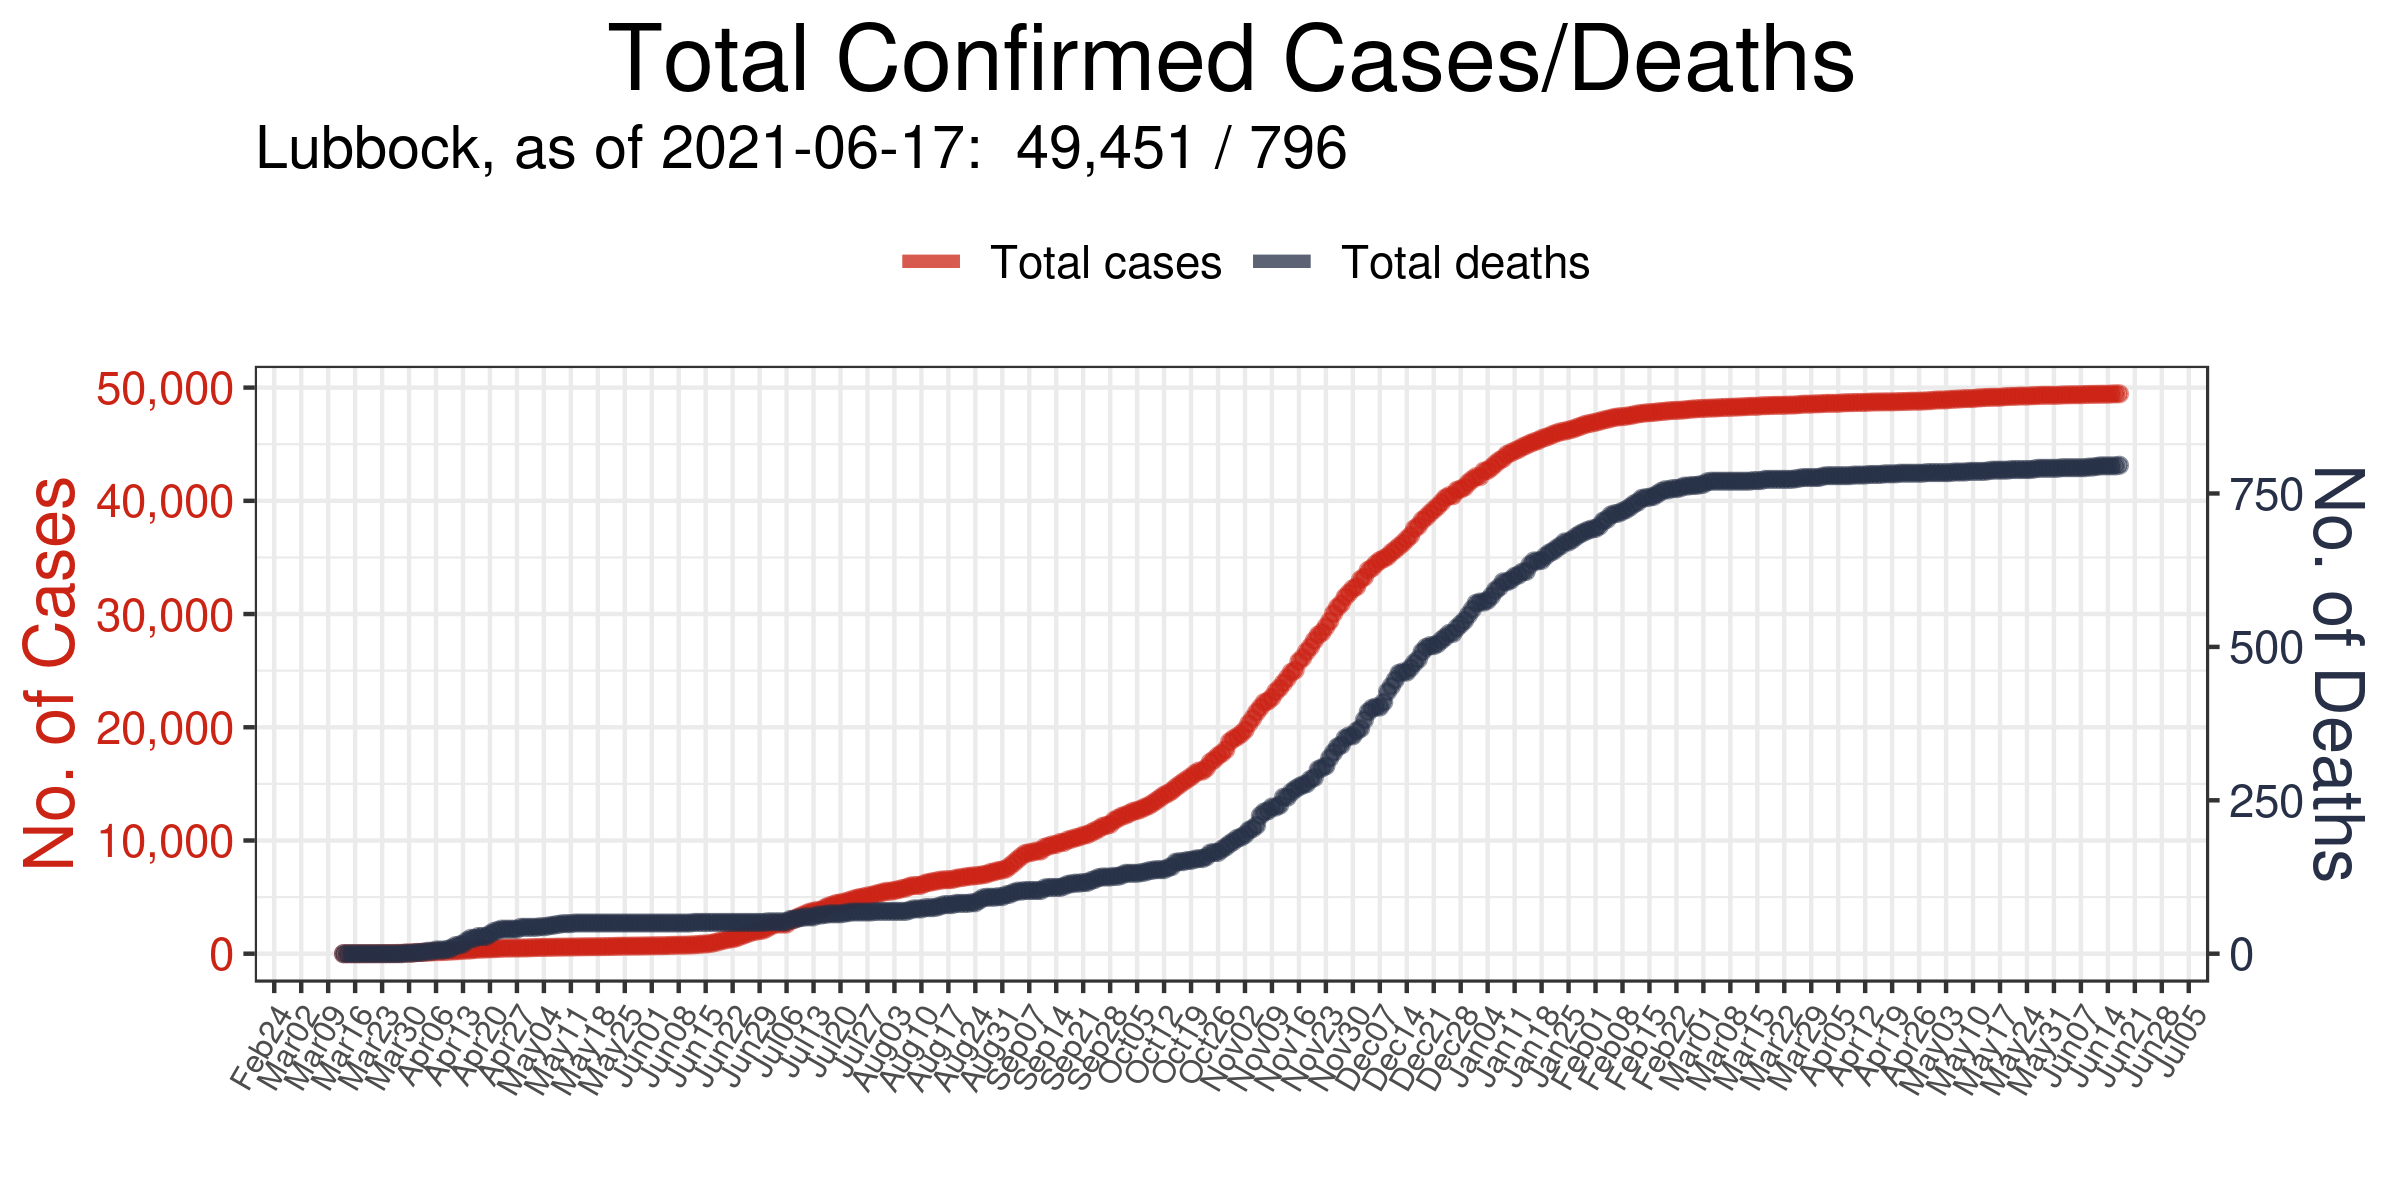 Total Confirmed Cases/Deaths
Lubbock, as of 2021-06-17:  49,451 / 796
Total cases
Total deaths
No. of Cases
50,000
40,000
30,000
20,000
10,000
0
No. of Deaths
750
500
250
0
Feb24
Mar02
Mar09
Mar16
Mar23
Mar30
Apr06
Apr13
Apr20
Apr27
May04
May11
May18
May25
Jun01
Jun08
Jun15
Jun22
Jun29
Jul06
Jul13
Jul20
Jul27
Aug03
Aug10
Aug17
Aug24
Aug31
Sep07
Sep14
Sep21
Sep28
Oct05
Oct12
Oct19
Oct26
Nov02
Nov09
Nov16
Nov23
Nov30
Dec07
Dec14
Dec21
Dec28
Jan04
Jan11
Jan18
Jan25
Feb01
Feb08
Feb15
Feb22
Mar01
Mar08
Mar15
Mar22
Mar29
Apr05
Apr12
Apr19
Apr26
May03
May10
May17
May24
May31
Jun07
Jun14
Jun21
Jun28
Jul05